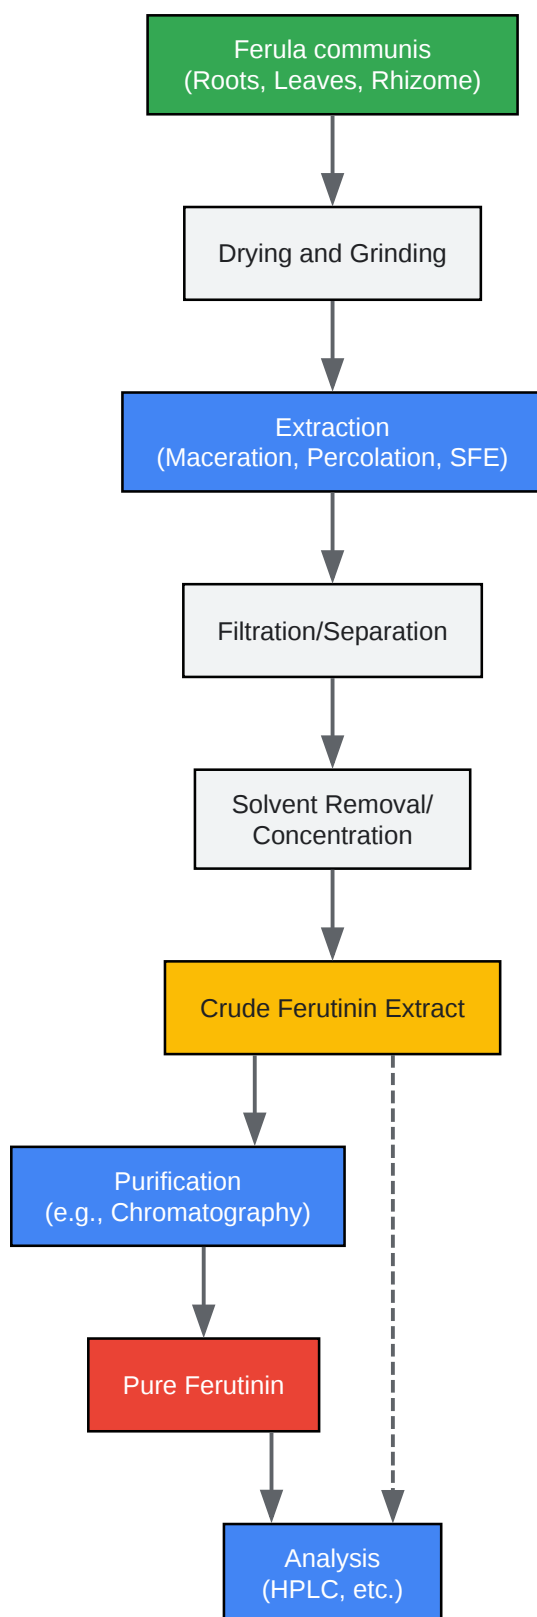 Ferula communis
(Roots, Leaves, Rhizome)
Drying and Grinding
Extraction
(Maceration, Percolation, SFE)
Filtration/Separation
Solvent Removal/
Concentration
Crude Ferutinin Extract
Purification
(e.g., Chromatography)
Pure Ferutinin
Analysis
(HPLC, etc.)